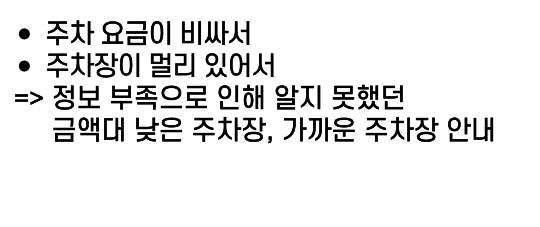 ● 주차 요금이 비싸서
● 주차장이 멀리 있어서
=> 정보 부족으로 인해 알지 못했던
금액대 낮은 주차장, 가까운 주차장 안내